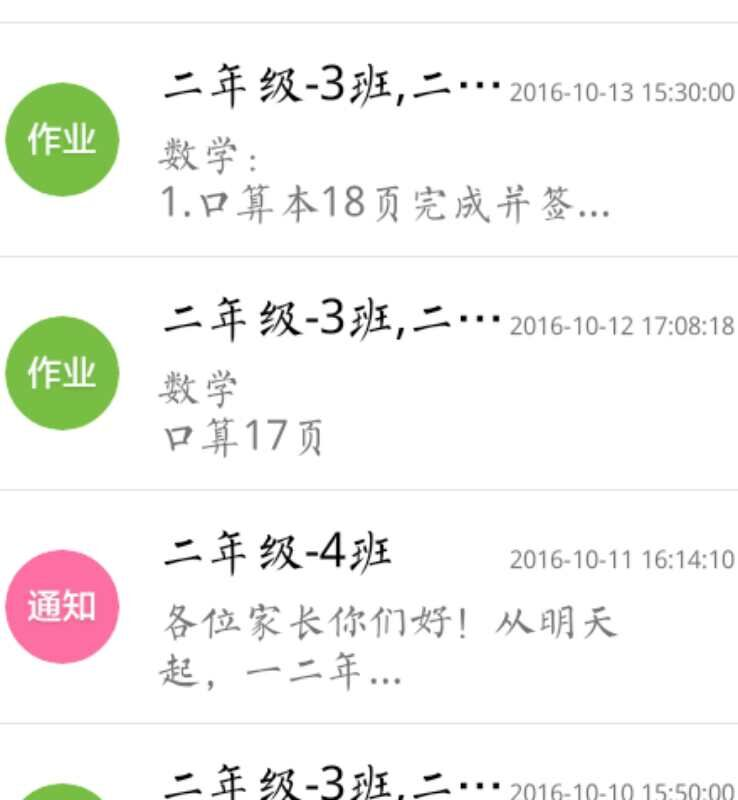 二年级-3班,二… 2016-10-13 15:30:00
作业
数学：
1.口算本18页完成并签...
二年级-3班,二… 2016-10-12 17:08:18
作业
数学
口算17页
二年级-4班 2016-10-11 16:14:10
通知
各位家长你们好！从明天
起，一二年...
二年级-3班,二… 2016-10-10 15:50:00